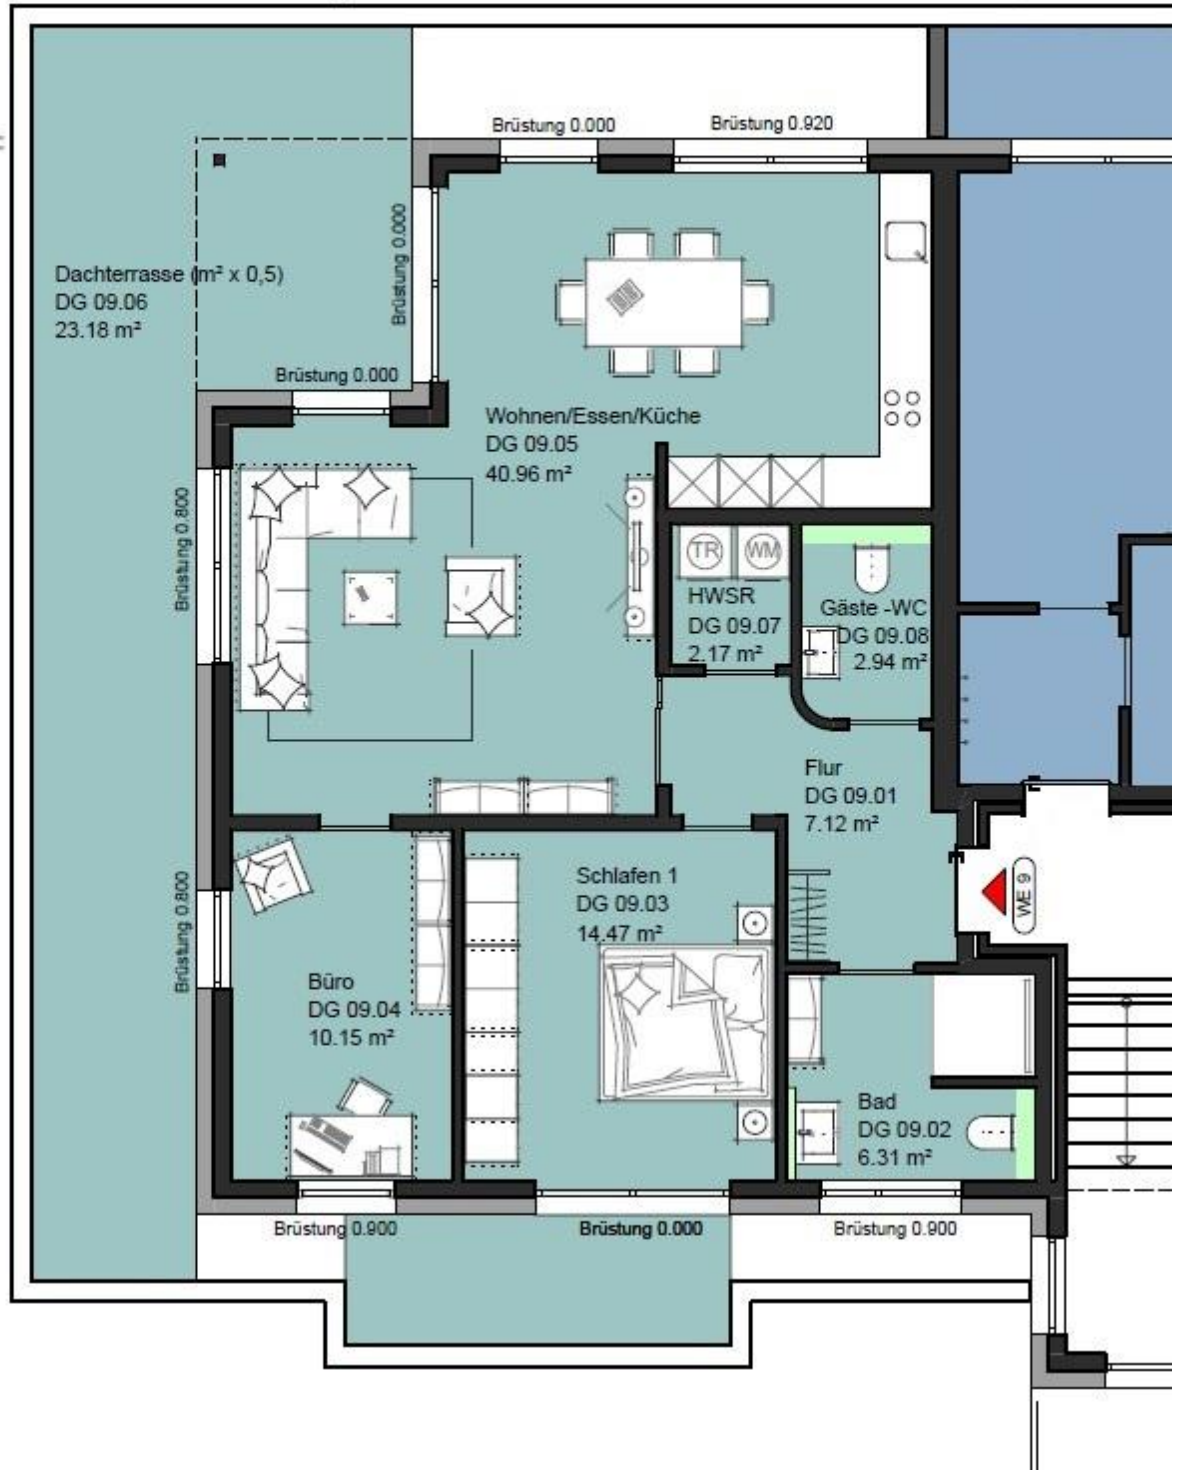 Brüstung 0.000
Brüstung 0.920
Brüstung 0.000
Dachterrasse (m² x 0,5)
DG 09.06
23.18 m²
Brüstung 0.000
Wohnen/Essen/Küche
DG 09.05
40.96 m²
Brüstung 0.800
TR
WM
HWSR
DG 09.07
2.17 m²
Gäste -WC
DG 09.08
2.94 m²
Flur
DG 09.01
7.12 m²
WE 9
Schlafen 1
DG 09.03
14.47 m²
Brüstung 0.800
Büro
DG 09.04
10.15 m²
Bad
DG 09.02
6.31 m²
Brüstung 0.900
Brüstung 0.000
Brüstung 0.900